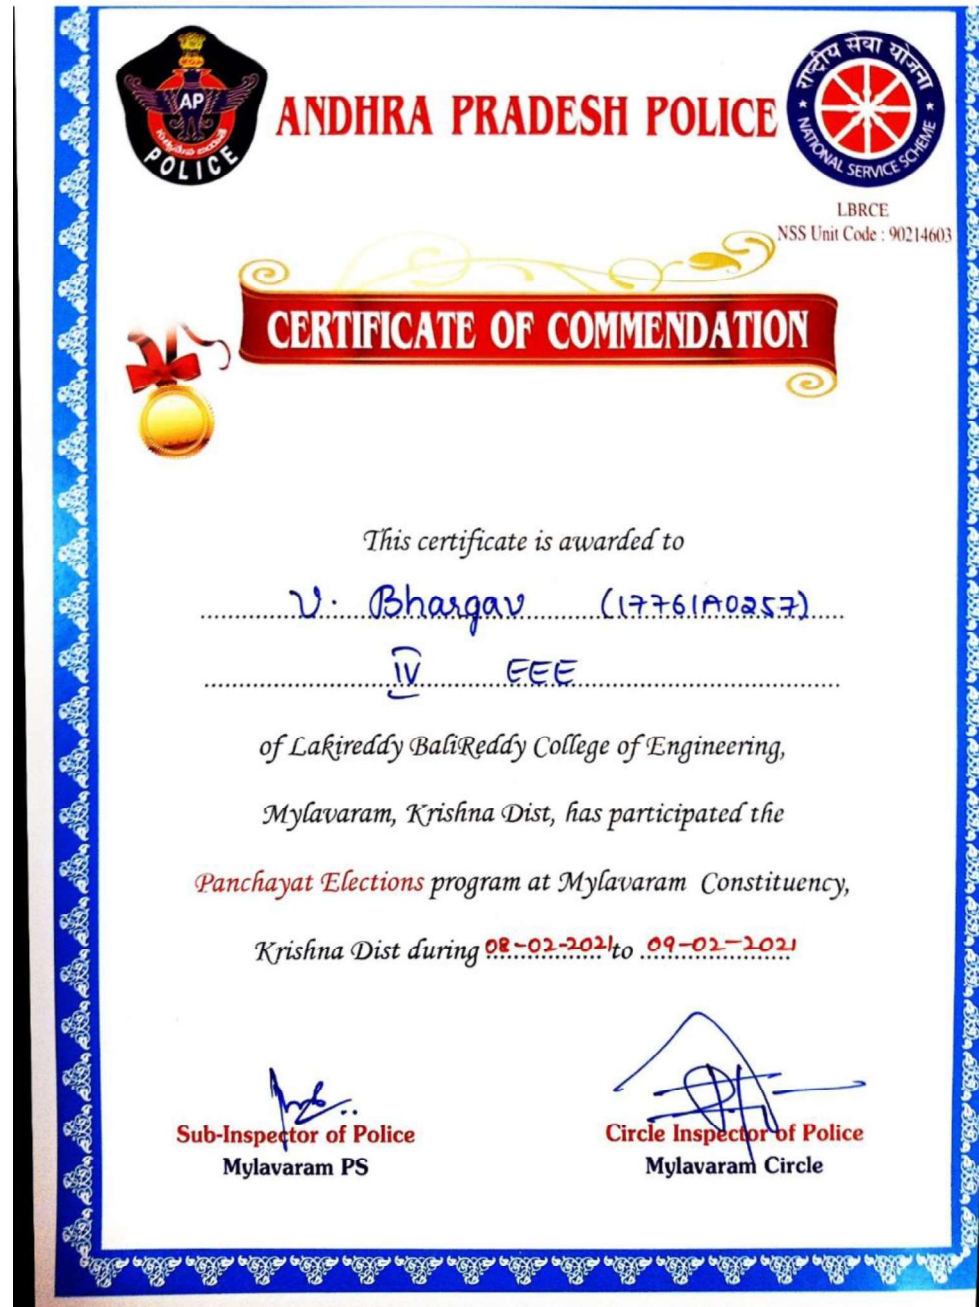 ANDHRA PRADESH POLICE
AP
POLICE
राष्ट्रीय सेवा योजना
NATIONAL SERVICE SCHEME
LBRCE
NSS Unit Code : 90214603
CERTIFICATE OF COMMENDATION
This certificate is awarded to
V. Bhargav (17761A0257)
IV EEE
of Lakireddy BaliReddy College of Engineering,
Mylavaram, Krishna Dist, has participated the
Panchayat Elections program at Mylavaram Constituency,
Krishna Dist during 08-02-2021 to 09-02-2021
Sub-Inspector of Police
Mylavaram PS
Circle Inspector of Police
Mylavaram Circle